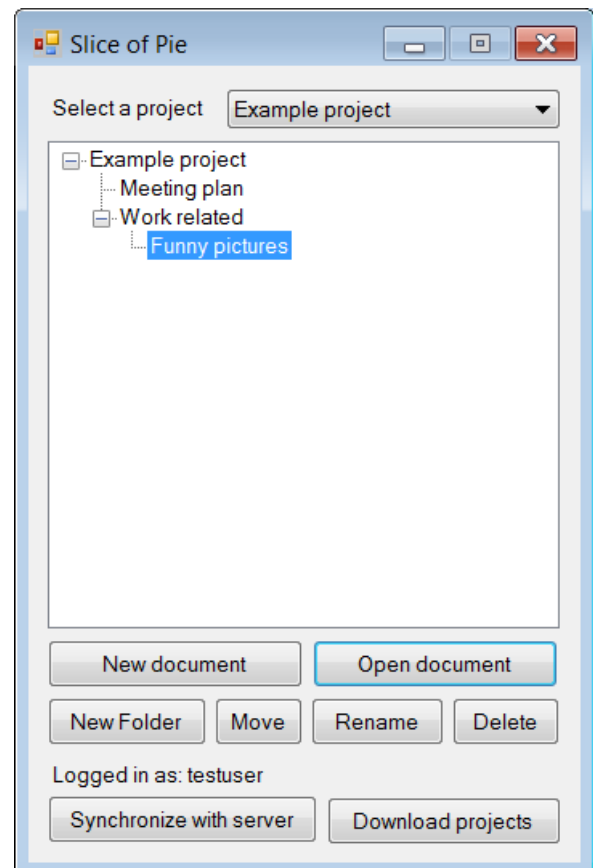 Slice of Pie
Select a project Example project
Example project
Meeting plan
Work related
Funny pictures
New document Open document
New Folder Move Rename Delete
Logged in as: testuser
Synchronize with server Download projects